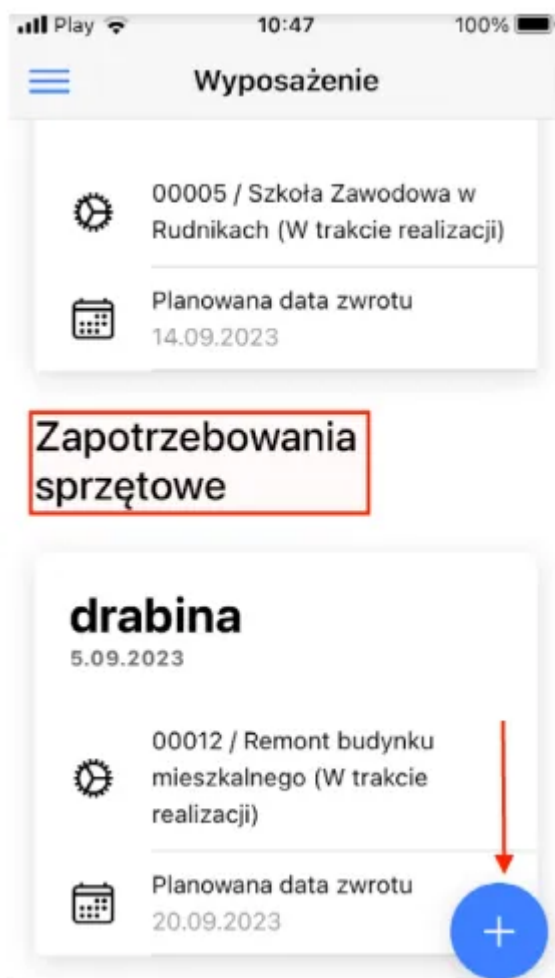 Play 10:47 100%
Wyposażenie
00005 / Szkoła Zawodowa w
Rudnikach (W trakcie realizacji)
Planowana data zwrotu
14.09.2023
Zapotrzebowania
sprzętowe
drabina
5.09.2023
00012 / Remont budynku
mieszkalnego (W trakcie
realizacji)
Planowana data zwrotu
20.09.2023
+